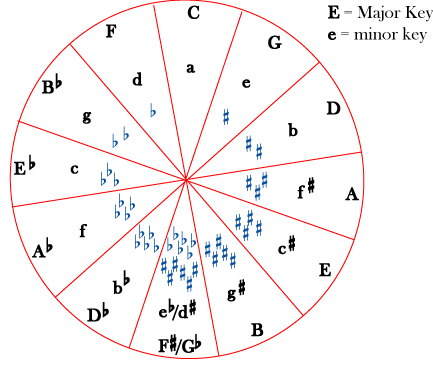 E = Major Key
e = minor key
C
G
D
A
E
B
F♯/G♭
D♭
A♭
E♭
B♭
F
a
e
b
f♯
c♯
g♯
e♭/d♯
b♭
f
c
g
d
♯
♯♯
♯♯♯
♯♯♯♯
♯♯♯♯♯
♯♯♯♯♯♯
♭♭♭♭♭♭
♭♭♭♭♭
♭♭♭♭
♭♭♭
♭♭
♭